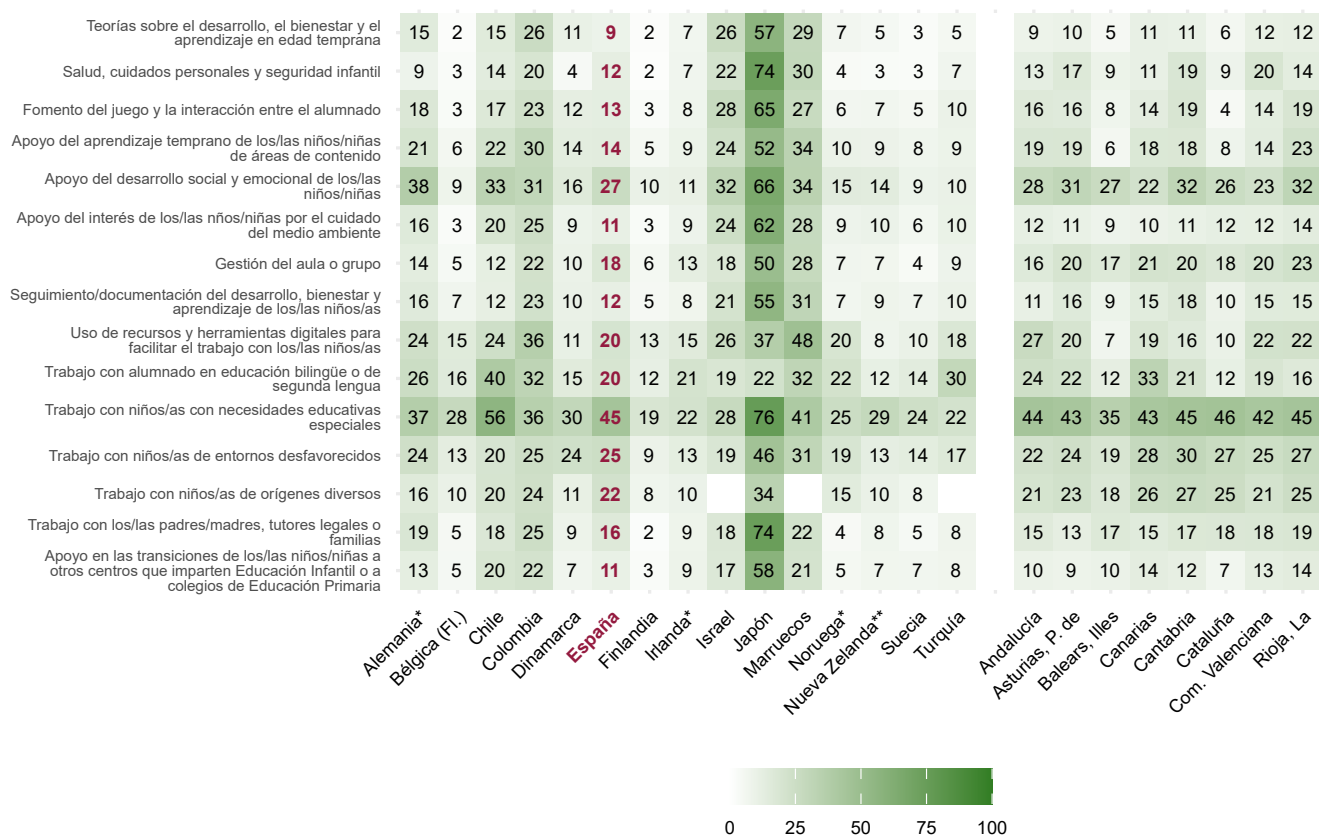 Teorías sobre el desarrollo, el bienestar y el
aprendizaje en edad temprana
15 2 15 26 11 9 2 7 26 57 29 7 5 3 5 9 10 5 11 11 6 12 12
Salud, cuidados personales y seguridad infantil
9 3 14 20 4 12 2 7 22 74 30 4 3 3 7 13 17 9 11 19 9 20 14
Fomento del juego y la interacción entre el alumnado
18 3 17 23 12 13 3 8 28 65 27 6 7 5 10 16 16 8 14 19 4 14 19
Apoyo del aprendizaje temprano de los/las niños/niñas
de áreas de contenido
21 6 22 30 14 14 5 9 24 52 34 10 9 8 9 19 19 6 18 18 8 14 23
Apoyo del desarrollo social y emocional de los/las
niños/niñas
38 9 33 31 16 27 10 11 32 66 34 15 14 9 10 28 31 27 22 32 26 23 32
Apoyo del interés de los/las nños/niñas por el cuidado
del medio ambiente
16 3 20 25 9 11 3 9 24 62 28 9 10 6 10 12 11 9 10 11 12 12 14
Gestión del aula o grupo
14 5 12 22 10 18 6 13 18 50 28 7 7 4 9 16 20 17 21 20 18 20 23
Seguimiento/documentación del desarrollo, bienestar y
aprendizaje de los/las niños/as
16 7 12 23 10 12 5 8 21 55 31 7 9 7 10 11 16 9 15 18 10 15 15
Uso de recursos y herramientas digitales para
facilitar el trabajo con los/las niños/as
24 15 24 36 11 20 13 15 26 37 48 20 8 10 18 27 20 7 19 16 10 22 22
Trabajo con alumnado en educación bilingüe o de
segunda lengua
26 16 40 32 15 20 12 21 19 22 32 22 12 14 30 24 22 12 33 21 12 19 16
Trabajo con niños/as con necesidades educativas
especiales
37 28 56 36 30 45 19 22 28 76 41 25 29 24 22 44 43 35 43 45 46 42 45
Trabajo con niños/as de entornos desfavorecidos
24 13 20 25 24 25 9 13 19 46 31 19 13 14 17 22 24 19 28 30 27 25 27
Trabajo con niños/as de orígenes diversos
16 10 20 24 11 22 8 10 34 15 10 8 21 23 18 26 27 25 21 25
Trabajo con los/las padres/madres, tutores legales o
familias
19 5 18 25 9 16 2 9 18 74 22 4 8 5 8 15 13 17 15 17 18 18 19
Apoyo en las transiciones de los/las niños/niñas a
otros centros que imparten Educación Infantil o a
colegios de Educación Primaria
13 5 20 22 7 11 3 9 17 58 21 5 7 7 8 10 9 10 14 12 7 13 14
Alemania*
Bélgica (Fl.)
Chile
Colombia
Dinamarca
España
Finlandia
Irlanda*
Israel
Japón
Marruecos
Noruega*
Nueva Zelanda**
Suecia
Turquía
Andalucía
Asturias, P. de
Balears, Illes
Canarias
Cantabria
Cataluña
Com. Valenciana
Rioja, La
0 25 50 75 100